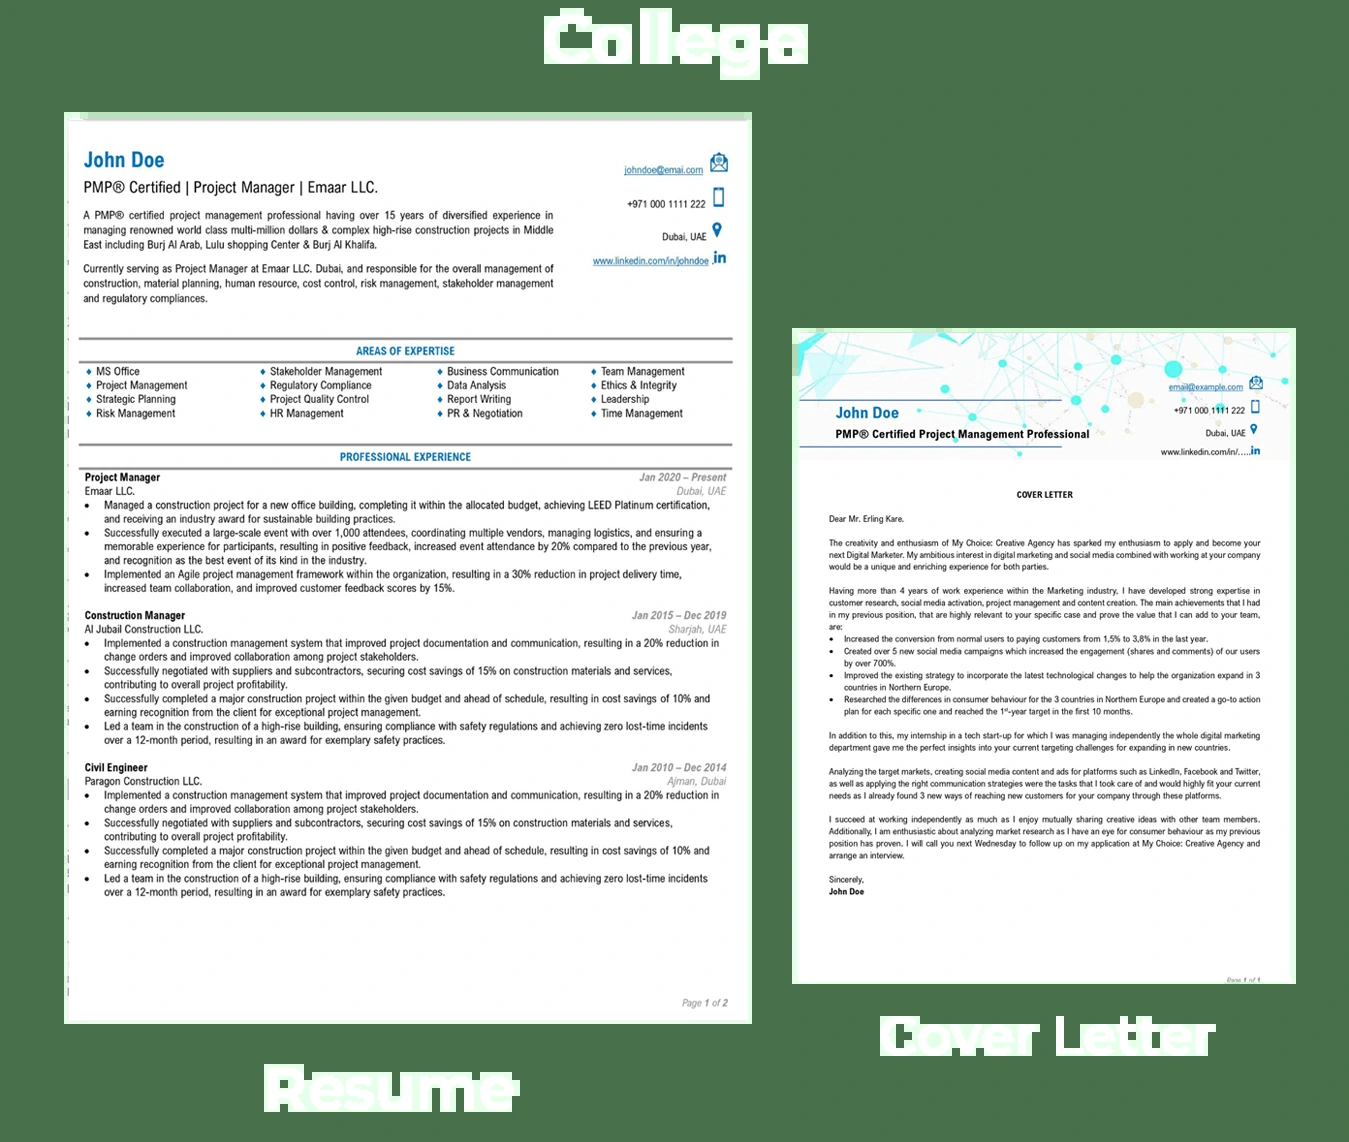 College
John Doe
PMP® Certified | Project Manager | Emaar LLC.
A PMP® certified project management professional having over 15 years of diversified experience in
managing renowned world class multi-million dollars & complex high-rise construction projects in Middle
East including Burj Al Arab, Lulu shopping Center & Burj Al Khalifa.
Currently serving as Project Manager at Emaar LLC. Dubai, and responsible for the overall management of
construction, material planning, human resource, cost control, risk management, stakeholder management
and regulatory compliances.
johndoe@emai.com
+971 000 1111 222
Dubai, UAE
www.linkedin.com/in/johndoe .in
AREAS OF EXPERTISE
♦ MS Office ♦ Stakeholder Management ♦ Business Communication ♦ Team Management
♦ Project Management ♦ Regulatory Compliance ♦ Data Analysis ♦ Ethics & Integrity
♦ Strategic Planning ♦ Project Quality Control ♦ Report Writing ♦ Leadership
♦ Risk Management ♦ HR Management ♦ PR & Negotiation ♦ Time Management
PROFESSIONAL EXPERIENCE
Project Manager Jan 2020 – Present
Emaar LLC. Dubai, UAE
• Managed a construction project for a new office building, completing it within the allocated budget, achieving LEED Platinum certification,
and receiving an industry award for sustainable building practices.
• Successfully executed a large-scale event with over 1,000 attendees, coordinating multiple vendors, managing logistics, and ensuring a
memorable experience for participants, resulting in positive feedback, increased event attendance by 20% compared to the previous year,
and recognition as the best event of its kind in the industry.
• Implemented an Agile project management framework within the organization, resulting in a 30% reduction in project delivery time,
increased team collaboration, and improved customer feedback scores by 15%.
Construction Manager Jan 2015 – Dec 2019
Al Jubail Construction LLC. Sharjah, UAE
• Implemented a construction management system that improved project documentation and communication, resulting in a 20% reduction in
change orders and improved collaboration among project stakeholders.
• Successfully negotiated with suppliers and subcontractors, securing cost savings of 15% on construction materials and services,
contributing to overall project profitability.
• Successfully completed a major construction project within the given budget and ahead of schedule, resulting in cost savings of 10% and
earning recognition from the client for exceptional project management.
• Led a team in the construction of a high-rise building, ensuring compliance with safety regulations and achieving zero lost-time incidents
over a 12-month period, resulting in an award for exemplary safety practices.
Civil Engineer Jan 2010 – Dec 2014
Paragon Construction LLC. Ajman, Dubai
• Implemented a construction management system that improved project documentation and communication, resulting in a 20% reduction in
change orders and improved collaboration among project stakeholders.
• Successfully negotiated with suppliers and subcontractors, securing cost savings of 15% on construction materials and services,
contributing to overall project profitability.
• Successfully completed a major construction project within the given budget and ahead of schedule, resulting in cost savings of 10% and
earning recognition from the client for exceptional project management.
• Led a team in the construction of a high-rise building, ensuring compliance with safety regulations and achieving zero lost-time incidents
over a 12-month period, resulting in an award for exemplary safety practices.
Page 1 of 2
Resume
John Doe
PMP® Certified Project Management Professional
email@example.com
+971 000 1111 222
Dubai, UAE
www.linkedin.com/in/.....in
COVER LETTER
Dear Mr. Erling Kare.
The creativity and enthusiasm of My Choice: Creative Agency has sparked my enthusiasm to apply and become your
next Digital Marketer. My ambitious interest in digital marketing and social media combined with working at your company
would be a unique and enriching experience for both parties.
Having more than 4 years of work experience within the Marketing industry, I have developed strong expertise in
customer research, social media activation, project management and content creation. The main achievements that I had
in my previous position, that are highly relevant to your specific case and prove the value that I can add to your team,
are:
• Increased the conversion from normal users to paying customers from 1,5% to 3,8% in the last year.
• Created over 5 new social media campaigns which increased the engagement (shares and comments) of our users
by over 700%.
• Improved the existing strategy to incorporate the latest technological changes to help the organization expand in 3
countries in Northern Europe.
• Researched the differences in consumer behaviour for the 3 countries in Northern Europe and created a go-to action
plan for each specific one and reached the 1st-year target in the first 10 months.
In addition to this, my internship in a tech start-up for which I was managing independently the whole digital marketing
department gave me the perfect insights into your current targeting challenges for expanding in new countries.
Analyzing the target markets, creating social media content and ads for platforms such as LinkedIn, Facebook and Twitter,
as well as applying the right communication strategies were the tasks that I took care of and would highly fit your current
needs as I already found 3 new ways of reaching new customers for your company through these platforms.
I succeed at working independently as much as I enjoy mutually sharing creative ideas with other team members.
Additionally, I am enthusiastic about analyzing market research as I have an eye for consumer behaviour as my previous
position has proven. I will call you next Wednesday to follow up on my application at My Choice: Creative Agency and
arrange an interview.
Sincerely,
John Doe
Page 1 of 1
Cover Letter